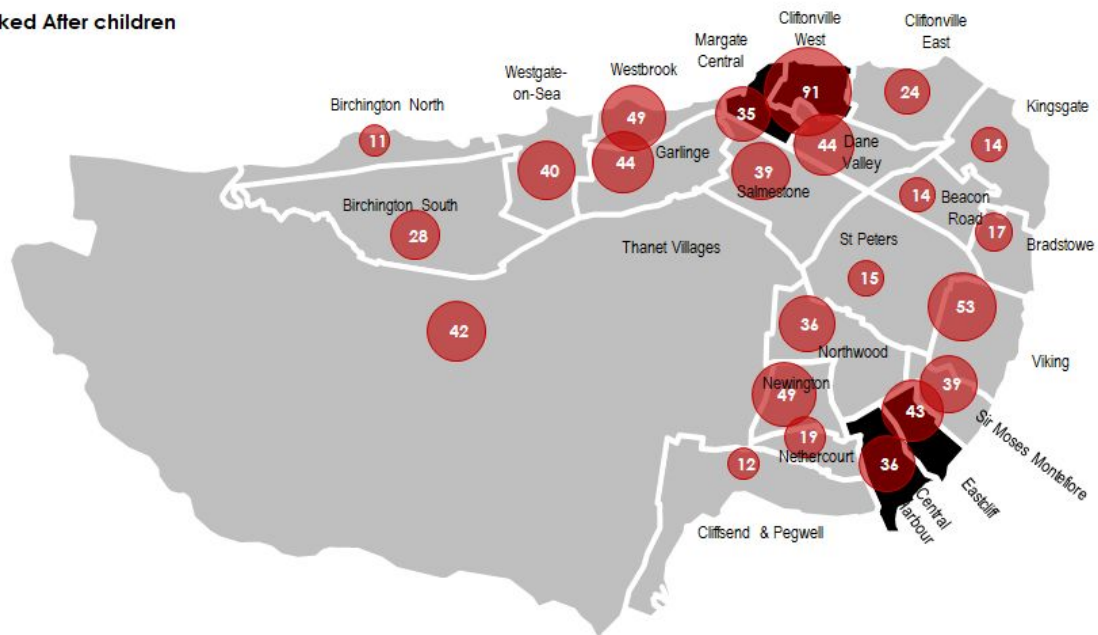 ked After children
Cliftonville
West
Cliftonville
East
Margate
Central
Westbrook
Westgate-
on-Sea
Birchington North
Kingsgate
91
24
49
35
11
44
Dane
Valley
14
Garlinge
44
40
39
Salmestone
14
Beacon
Road
Birchington South
28
17
Bradstowe
Thanet Villages
St Peters
15
53
42
36
Northwood
Viking
Newington
49
39
43
Sir Moses Montefiore
19
Nethercourt
12
36
Eastcliff
Central
Harbour
Cliffsend & Pegwell